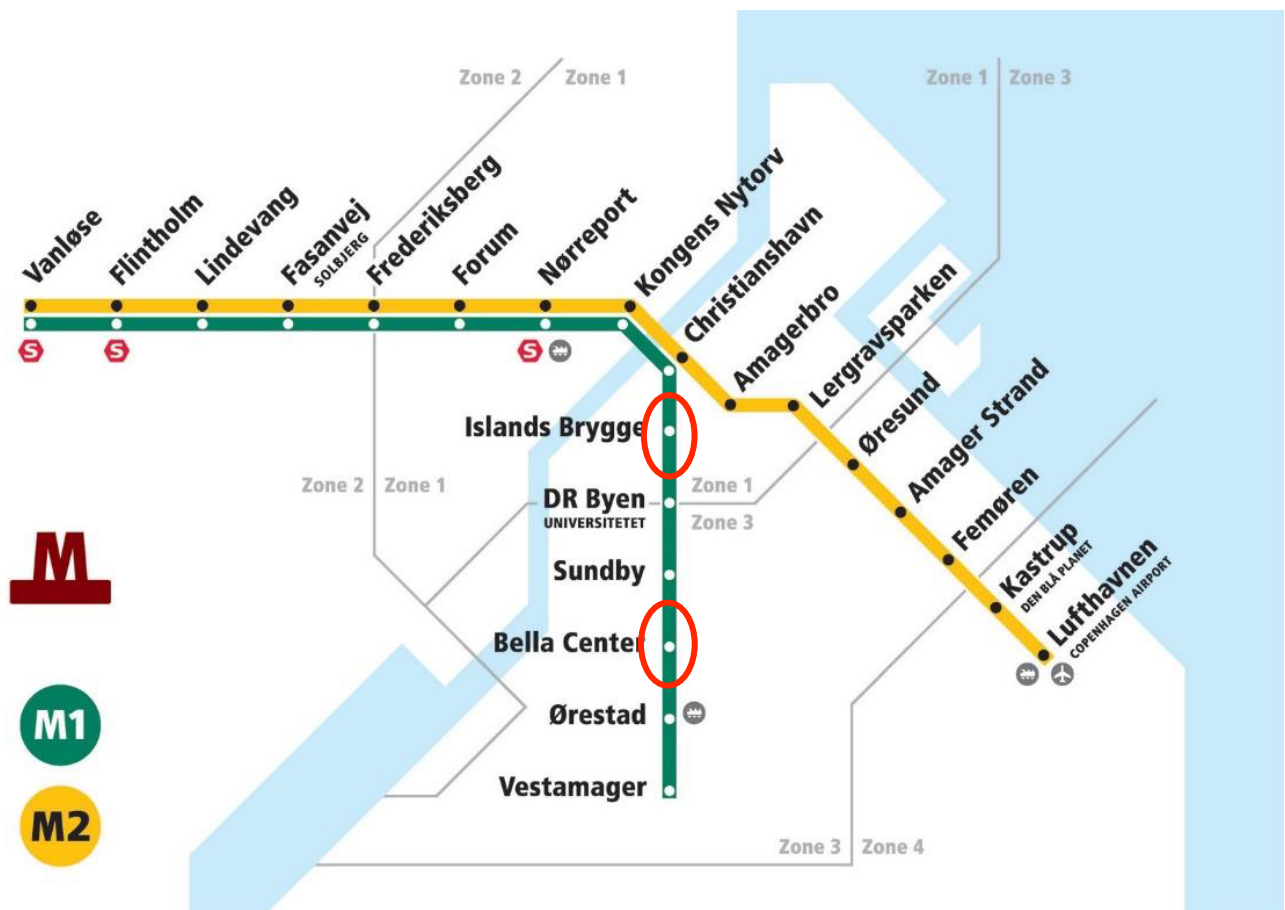 Zone 2
Zone 1
Zone 1
Zone 3
Vanløse
Flintholm
Lindevang
Fasanvej
SOLBJERG
Frederiksberg
Forum
Nørreport
Kongens Nytorv
Christianshavn
Amagerbro
Lergravsparken
Øresund
Amager Strand
Femøren
Kastrup
DEN BLÅ PLANET
Lufthavnen
COPENHAGEN AIRPORT
S
S
S
Islands Brygge
Zone 2
Zone 1
DR Byen
UNIVERSITETET
Zone 1
Zone 3
Sundby
Bella Center
Ørestad
Vestamager
M
M1
M2
Zone 3
Zone 4